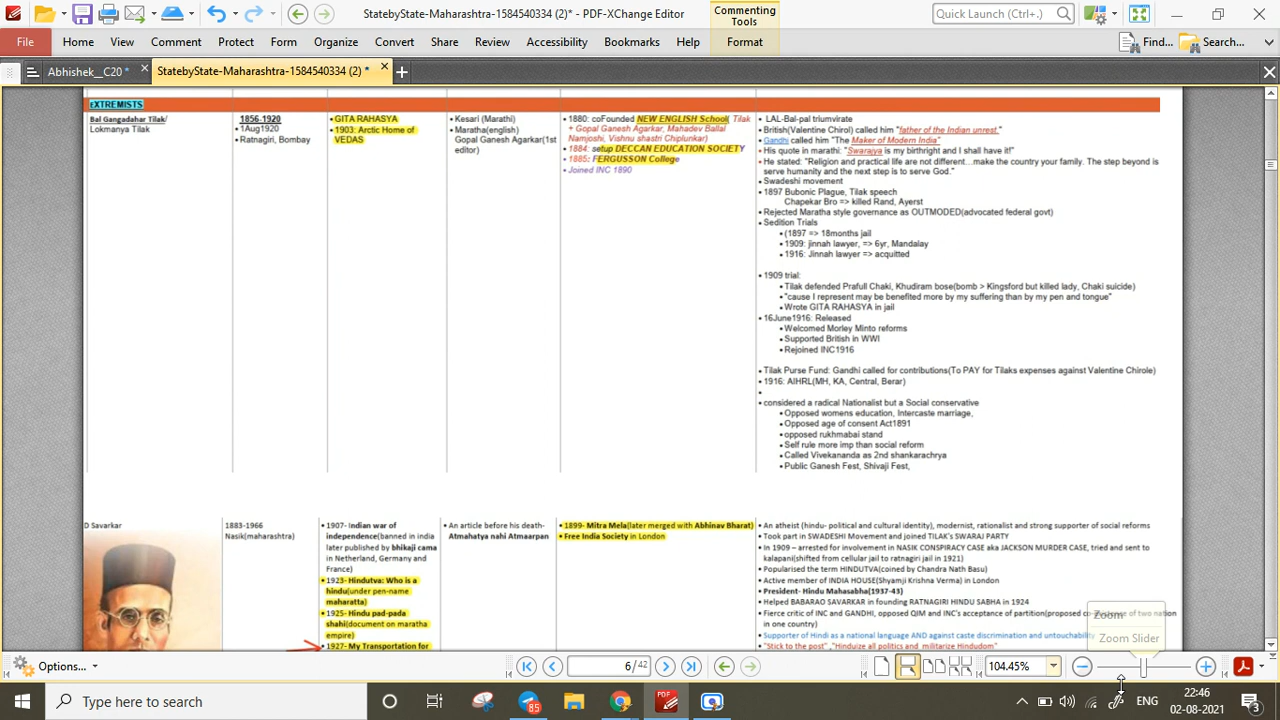 StatebyState-Maharashtra-1584540334 (2)* - PDF-XChange Editor
Commenting Tools
Quick Launch (Ctrl+.)
File Home View Comment Protect Form Organize Convert Share Review Accessibility Bookmarks Help Format Find... Search...
Abhishek__C20 *
StatebyState-Maharashtra-1584540334 (2) *
EXTREMISTS
Bal Gangadahar Tilak/
Lokmanya Tilak
1856-1920
• 1Aug1920
• Ratnagiri, Bombay
• GITA RAHASYA
• 1903: Arctic Home of
VEDAS
• Kesari (Marathi)
• Maratha(english)
Gopal Ganesh Agarkar(1st
editor)
• 1880: coFounded NEW ENGLISH School( Tilak
+ Gopal Ganesh Agarkar, Mahadev Ballal
Namjoshi, Vishnu shastri Chiplunkar)
• 1884: setup DECCAN EDUCATION SOCIETY
• 1885: FERGUSSON College
• Joined INC 1890
• LAL-Bal-pal triumvirate
• British(Valentine Chirol) called him "father of the Indian unrest."
• Gandhi called him "The Maker of Modern India"
• His quote in marathi: "Swarajya is my birthright and I shall have it!"
• He stated: "Religion and practical life are not different...make the country your family. The step beyond is
serve humanity and the next step is to serve God."
• Swadeshi movement
• 1897 Bubonic Plague, Tilak speech
Chapekar Bro => killed Rand, Ayerst
• Rejected Maratha style governance as OUTMODED(advocated federal govt)
• Sedition Trials
• (1897 => 18months jail
• 1909: jinnah lawyer, => 6yr, Mandalay
• 1916: Jinnah lawyer => acquitted
• 1909 trial:
• Tilak defended Prafull Chaki, Khudiram bose(bomb > Kingsford but killed lady, Chaki suicide)
• "cause I represent may be benefited more by my suffering than by my pen and tongue"
• Wrote GITA RAHASYA in jail
• 16June1916: Released
• Welcomed Morley Minto reforms
• Supported British in WWI
• Rejoined INC1916
• Tilak Purse Fund: Gandhi called for contributions(To PAY for Tilaks expenses against Valentine Chirole)
• 1916: AIHRL(MH, KA, Central, Berar)
•
• considered a radical Nationalist but a Social conservative
• Opposed womens education, Intercaste marriage,
• Opposed age of consent Act1891
• opposed rukhmabai stand
• Self rule more imp than social reform
• Called Vivekananda as 2nd shankarachrya
• Public Ganesh Fest, Shivaji Fest,
D Savarkar
1883-1966
Nasik(maharashtra)
• 1907- Indian war of
independence(banned in india
later published by bhikaji cama
in Netherland, Germany and
France)
• 1923- Hindutva: Who is a
hindu(under pen-name
maharatta)
• 1925- Hindu pad-pada
shahi(document on maratha
empire)
• 1927- My Transportation for
• An article before his death-
Atmahatya nahi Atmaarpan
• 1899- Mitra Mela(later merged with Abhinav Bharat)
• Free India Society in London
• An atheist (hindu- political and cultural identity), modernist, rationalist and strong supporter of social reforms
• Took part in SWADESHI Movement and joined TILAK's SWARAJ PARTY
• In 1909 – arrested for involvement in NASIK CONSPIRACY CASE aka JACKSON MURDER CASE, tried and sent to
kalapani(shifted from cellular jail to ratnagiri jail in 1921)
• Popularised the term HINDUTVA(coined by Chandra Nath Basu)
• Active member of INDIA HOUSE(Shyamji Krishna Verma) in London
• President- Hindu Mahasabha(1937-43)
• Helped BABARAO SAVARKAR in founding RATNAGIRI HINDU SABHA in 1924
• Fierce critic of INC and GANDHI, opposed QIM and INC's acceptance of partition(proposed of two nation
in one country)
• Supporter of Hindi as a national language AND against caste discrimination and untouchability
• "Stick to the post" ,"Hinduize all politics and militarize Hindudom"
Zoom
Zoom Slider
Options...
6 / 42
104.45%
Type here to search
ENG
22:46
02-08-2021
3